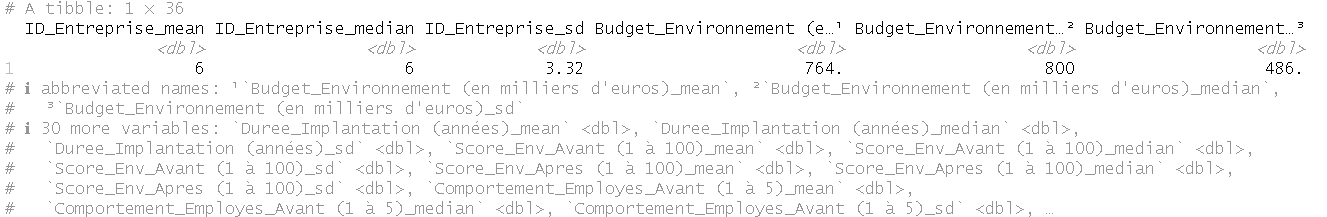 # A tibble: 1 × 36
ID_Entreprise_mean ID_Entreprise_median ID_Entreprise_sd Budget_Environnement (e…¹ Budget_Environnement…² Budget_Environnement…³
<dbl> <dbl> <dbl> <dbl> <dbl> <dbl>
1 6 6 3.32 764. 800 486.
# ℹ abbreviated names: ¹`Budget_Environnement (en milliers d'euros)_mean`, ²`Budget_Environnement (en milliers d'euros)_median`,
# ³`Budget_Environnement (en milliers d'euros)_sd`
# ℹ 30 more variables: `Duree_Implantation (années)_mean` <dbl>, `Duree_Implantation (années)_median` <dbl>,
# `Duree_Implantation (années)_sd` <dbl>, `Score_Env_Avant (1 à 100)_mean` <dbl>, `Score_Env_Avant (1 à 100)_median` <dbl>,
# `Score_Env_Avant (1 à 100)_sd` <dbl>, `Score_Env_Apres (1 à 100)_mean` <dbl>, `Score_Env_Apres (1 à 100)_median` <dbl>,
# `Score_Env_Apres (1 à 100)_sd` <dbl>, `Comportement_Employes_Avant (1 à 5)_mean` <dbl>,
# `Comportement_Employes_Avant (1 à 5)_median` <dbl>, `Comportement_Employes_Avant (1 à 5)_sd` <dbl>, …